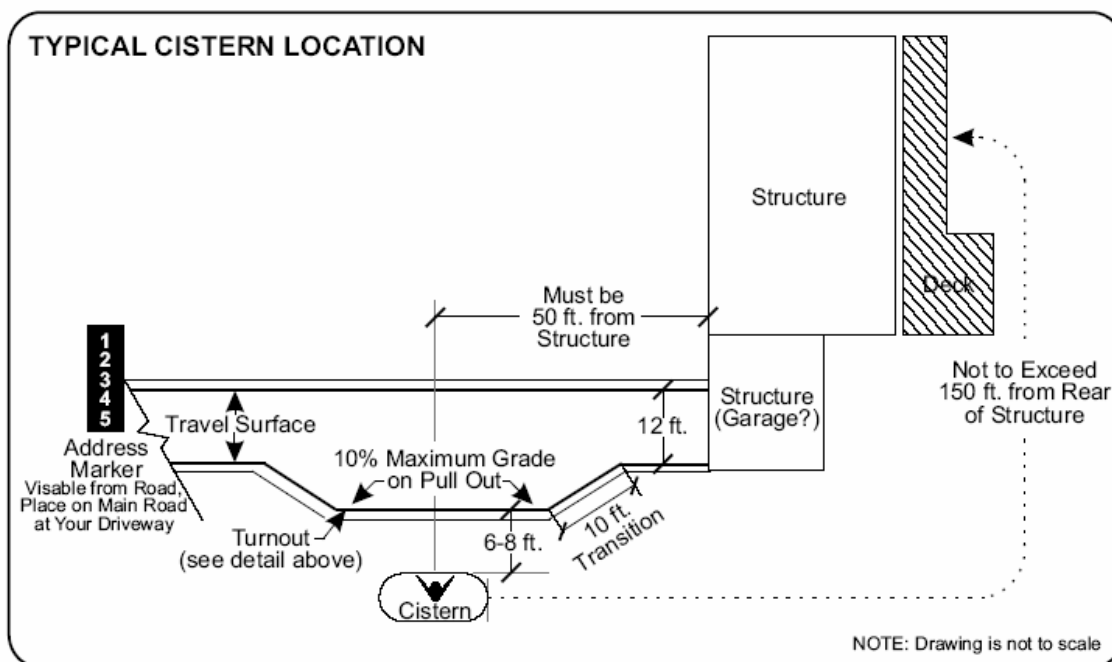 TYPICAL CISTERN LOCATION
Structure
Deck
Must be
50 ft. from
Structure
1
2
3
4
5
Address
Marker
Visable from Road,
Place on Main Road
at Your Driveway
Travel Surface
12 ft.
Structure
(Garage?)
Not to Exceed
150 ft. from Rear
of Structure
10% Maximum Grade
on Pull Out
Turnout
(see detail above)
6-8 ft.
10 ft.
Transition
Cistern
NOTE: Drawing is not to scale